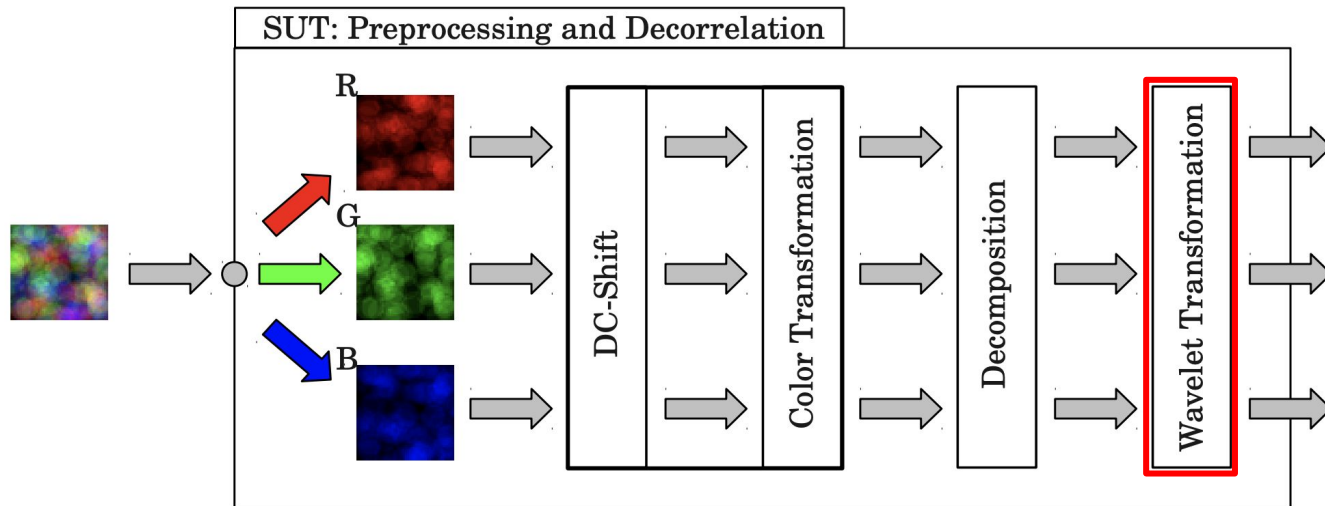 SUT: Preprocessing and Decorrelation
R
G
B
DC-Shift
Color Transformation
Decomposition
Wavelet Transformation